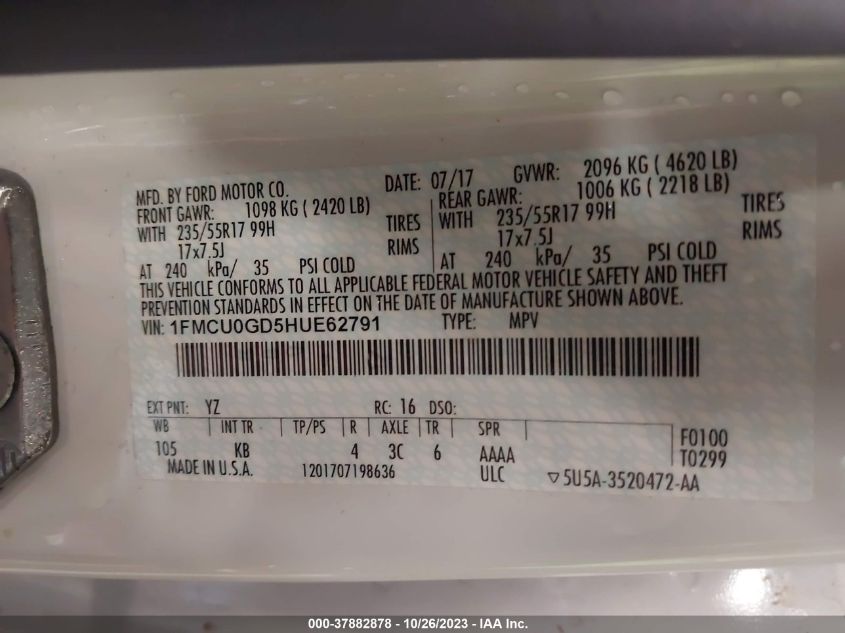 MFD. BY FORD MOTOR CO. DATE: 07/17 GVWR: 2096 KG ( 4620 LB)
FRONT GAWR: 1098 KG ( 2420 LB) REAR GAWR: 1006 KG ( 2218 LB)
WITH 235/55R17 99H TIRES WITH 235/55R17 99H TIRES
17x7.5J RIMS 17x7.5J RIMS
AT 240 kPa/ 35 PSI COLD AT 240 kPa/ 35 PSI COLD
THIS VEHICLE CONFORMS TO ALL APPLICABLE FEDERAL MOTOR VEHICLE SAFETY AND THEFT
PREVENTION STANDARDS IN EFFECT ON THE DATE OF MANUFACTURE SHOWN ABOVE.
VIN: 1FMCU0GD5HUE62791 TYPE: MPV
EXT PNT: YZ RC: 16 DSO:
WB INT TR TP/PS R AXLE TR SPR
105 KB 4 3C 6 AAAA
F0100
T0299
MADE IN U.S.A. 1201707198636 ULC ▽5U5A-3520472-AA
000-37882878 - 10/26/2023 - IAA Inc.